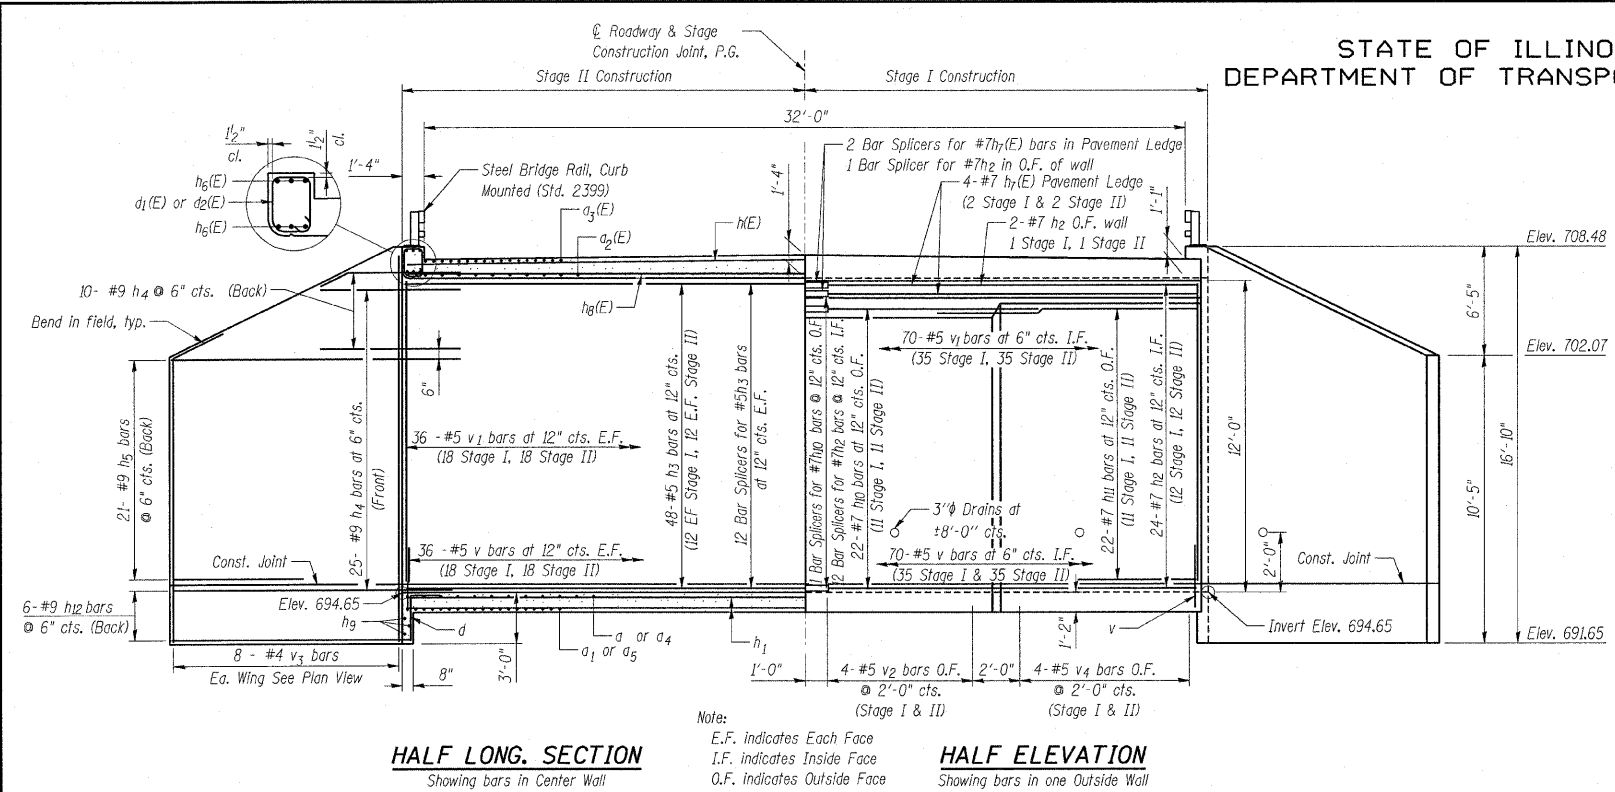 STATE OF ILLINO
DEPARTMENT OF TRANSP
℄ Roadway & Stage
Construction Joint, P.G.
Stage II Construction
Stage I Construction
32'-0"
1½"
cl.
1½"
cl.
1'-4"
h6(E)
d1(E) or d2(E)
h6(E)
Steel Bridge Rail, Curb
Mounted (Std. 2399)
a3(E)
a2(E)
h(E)
1'-4"
2 Bar Splicers for #7h7(E) bars in Pavement Ledge
1 Bar Splicer for #7h2 in O.F. of wall
4-#7 h7(E) Pavement Ledge
(2 Stage I & 2 Stage II)
2-#7 h2 O.F. wall
1 Stage I, 1 Stage II
1'-1"
Elev. 708.48
10- #9 h4 @ 6" cts. (Back)
Bend in field, typ.
h8(E)
6"
6'-5"
Elev. 702.07
21- #9 h5 bars
@ 6" cts. (Back)
25- #9 h4 bars at 6" cts.
(Front)
36 -#5 v1 bars at 12" cts. E.F.
(18 Stage I, 18 Stage II)
48-#5 h3 bars at 12" cts.
(12 EF Stage I, 12 E.F. Stage II)
12 Bar Splicers for #5h3 bars
at 12" cts. E.F.
1 Bar Splicers for #7h10 bars @ 12" cts. O.F.
12 Bar Splicers for #7h2 bars @ 12" cts. I.F.
22-#7 h10 bars at 12" cts. O.F.
(11 Stage I, 11 Stage II)
70-#5 v1 bars at 6" cts. I.F.
(35 Stage I, 35 Stage II)
22-#7 h11 bars at 12" cts. O.F.
(11 Stage I, 11 Stage II)
24-#7 h2 bars at 12" cts. I.F.
(12 Stage I, 12 Stage II)
12'-0"
16'-10"
10'-5"
3"φ Drains at
±8'-0" cts.
36 -#5 v bars at 12" cts. E.F.
(18 Stage I, 18 Stage II)
70-#5 v bars at 6" cts. I.F.
(35 Stage I & 35 Stage II)
2'-0"
Const. Joint
Const. Joint
6-#9 h12 bars
@ 6" cts. (Back)
Elev. 694.65
h9
d
a or a4
a1 or a5
h1
1'-2"
v
Invert Elev. 694.65
Elev. 691.65
8 - #4 v3 bars
Ea. Wing See Plan View
8"
3'-0"
1'-0"
4-#5 v2 bars O.F.
@ 2'-0" cts.
(Stage I & II)
2'-0"
4-#5 v4 bars O.F.
@ 2'-0" cts.
(Stage I & II)
Note:
E.F. indicates Each Face
I.F. indicates Inside Face
O.F. indicates Outside Face
HALF LONG. SECTION
Showing bars in Center Wall
HALF ELEVATION
Showing bars in one Outside Wall